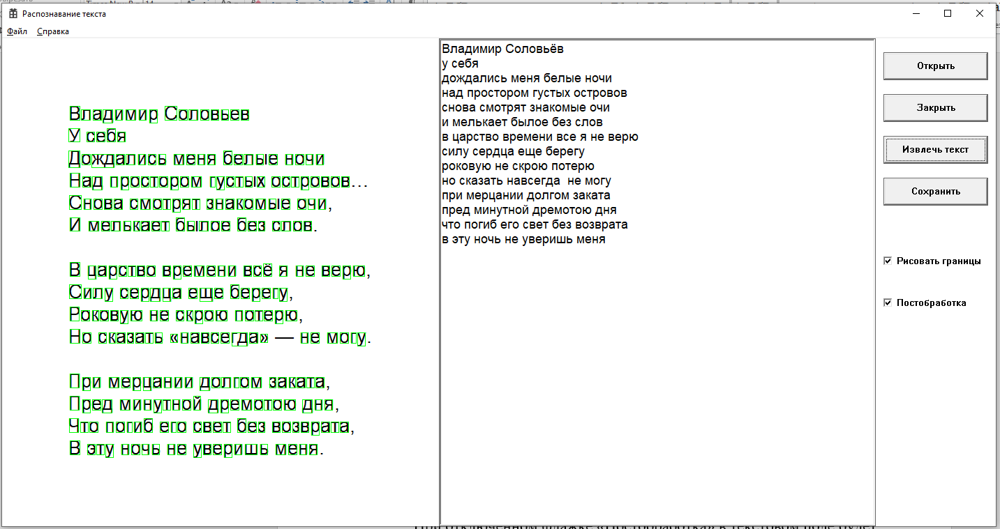 Распознавание текста
Файл Справка
Владимир Соловьев
У себя
Дождались меня белые ночи
Над простором густых островов...
Снова смотрят знакомые очи,
И мелькает былое без слов.
В царство времени всё я не верю,
Силу сердца еще берегу,
Роковую не скрою потерю,
Но сказать «навсегда» — не могу.
При мерцании долгом заката,
Пред минутной дремотою дня,
Что погиб его свет без возврата,
В эту ночь не уверишь меня.
Владимир Соловьёв
у себя
дождались меня белые ночи
над простором густых островов
снова смотрят знакомые очи
и мелькает былое без слов
в царство времени все я не верю
силу сердца еще берегу
роковую не скрою потерю
но сказать навсегда  не могу
при мерцании долгом заката
пред минутной дремотою дня
что погиб его свет без возврата
в эту ночь не уверишь меня
Открыть
Закрыть
Извлечь текст
Сохранить
Рисовать границы
Постобработка